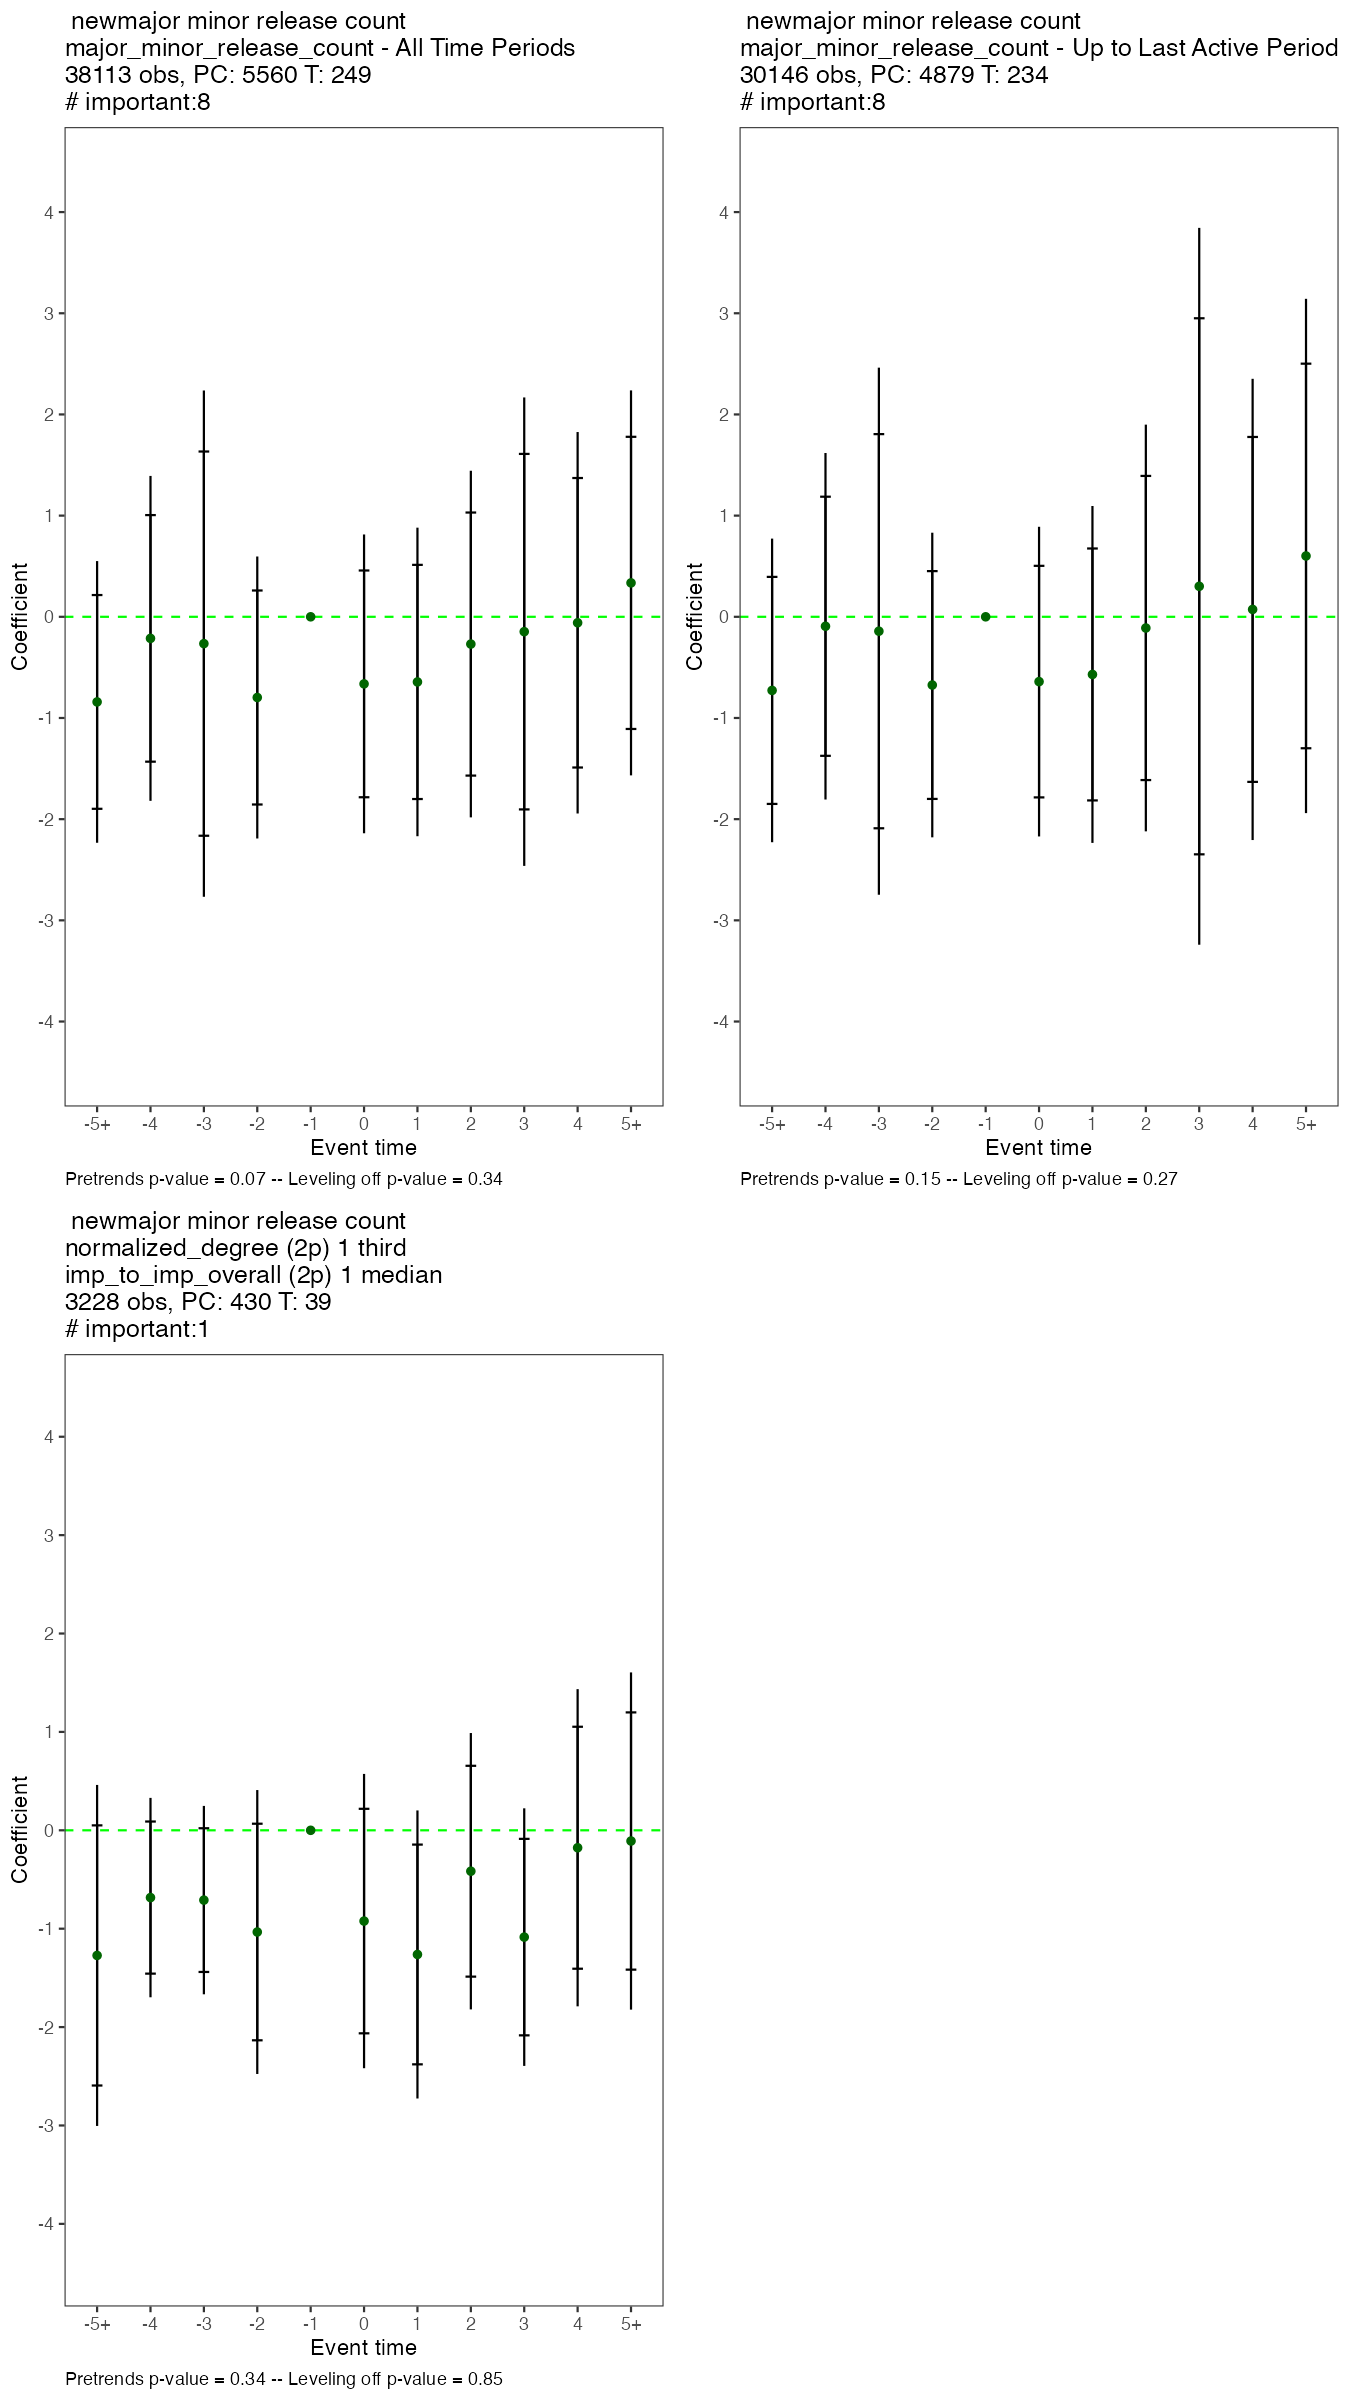 newmajor minor release count
major_minor_release_count - All Time Periods
38113 obs, PC: 5560 T: 249
# important:8
4
3
2
1
0
-1
-2
-3
-4
Coefficient
-5+ -4 -3 -2 -1 0 1 2 3 4 5+
Event time
Pretrends p-value = 0.07 -- Leveling off p-value = 0.34
newmajor minor release count
major_minor_release_count - Up to Last Active Period
30146 obs, PC: 4879 T: 234
# important:8
4
3
2
1
0
-1
-2
-3
-4
Coefficient
-5+ -4 -3 -2 -1 0 1 2 3 4 5+
Event time
Pretrends p-value = 0.15 -- Leveling off p-value = 0.27
newmajor minor release count
normalized_degree (2p) 1 third
imp_to_imp_overall (2p) 1 median
3228 obs, PC: 430 T: 39
# important:1
4
3
2
1
0
-1
-2
-3
-4
Coefficient
-5+ -4 -3 -2 -1 0 1 2 3 4 5+
Event time
Pretrends p-value = 0.34 -- Leveling off p-value = 0.85